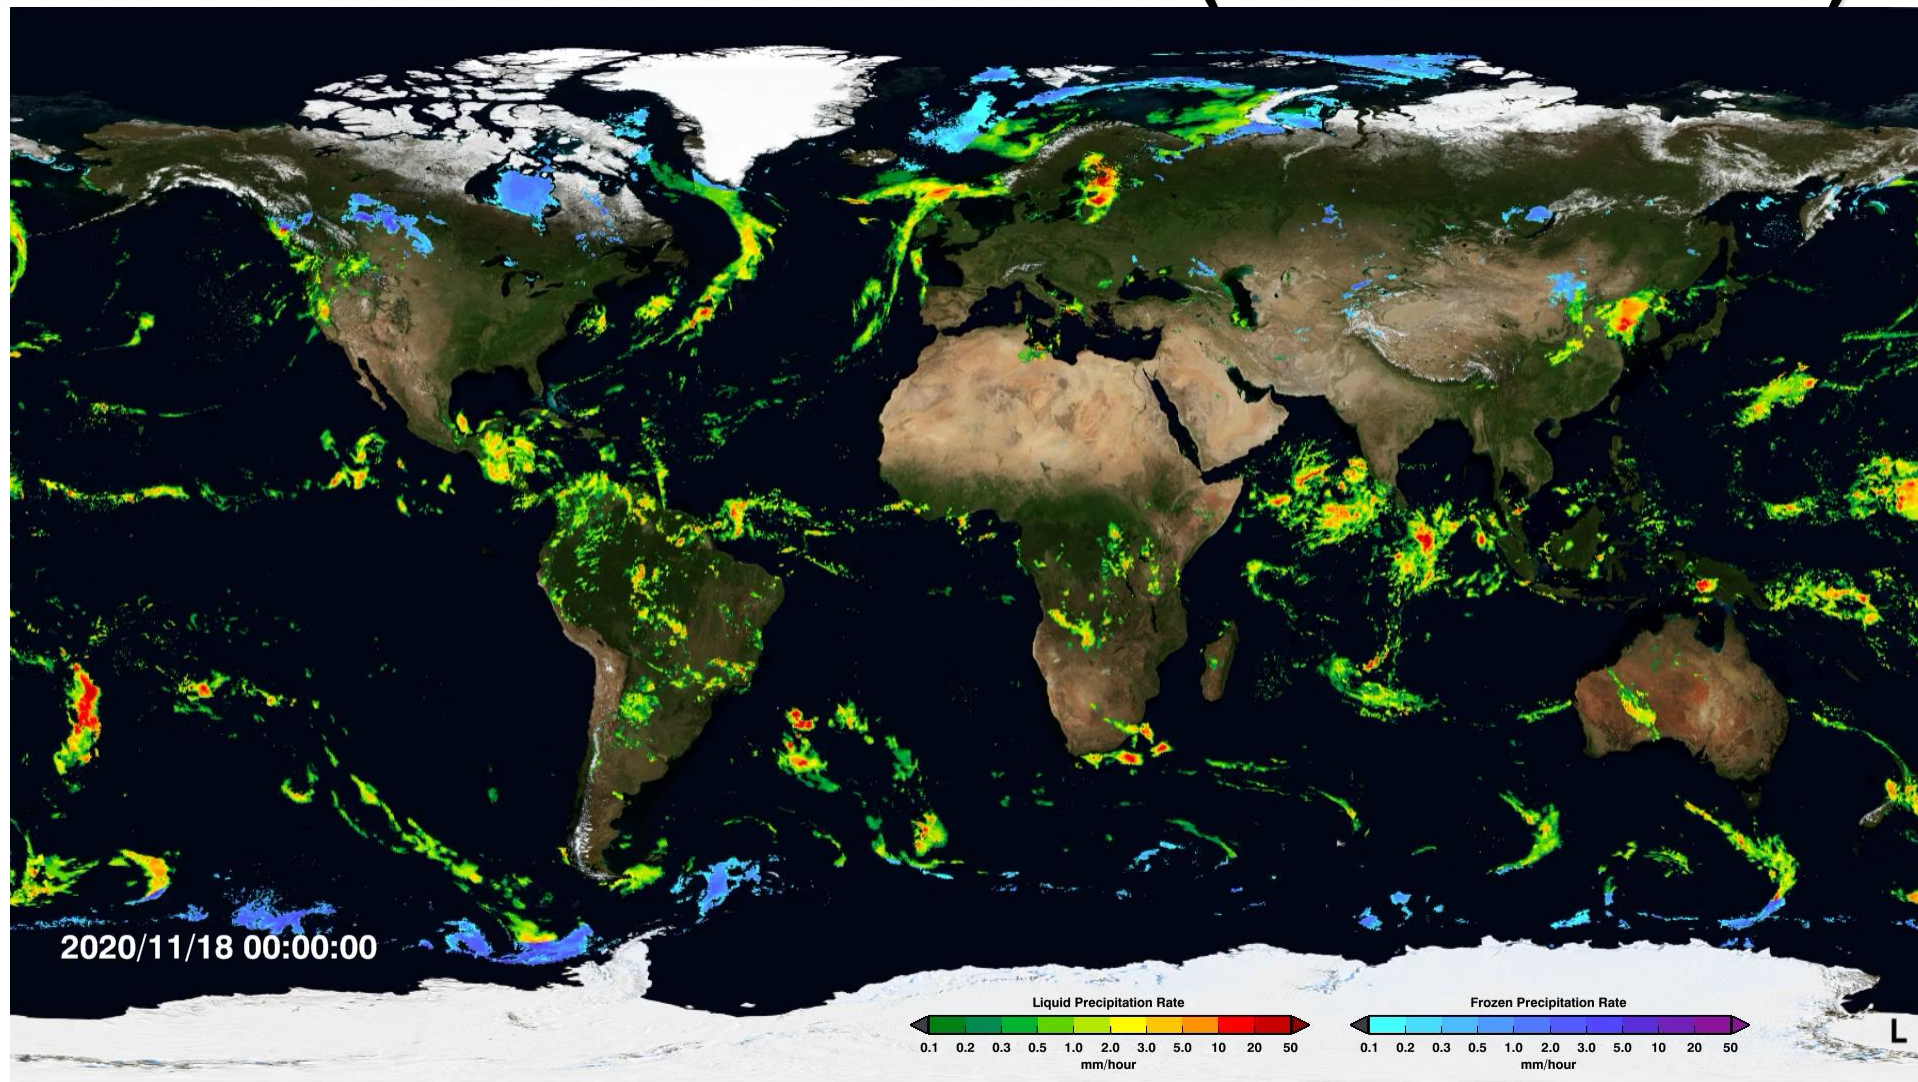 2020/11/18 00:00:00
Liquid Precipitation Rate
0.1 0.2 0.3 0.5 1.0 2.0 3.0 5.0 10 20 50
mm/hour
Frozen Precipitation Rate
0.1 0.2 0.3 0.5 1.0 2.0 3.0 5.0 10 20 50
mm/hour
L